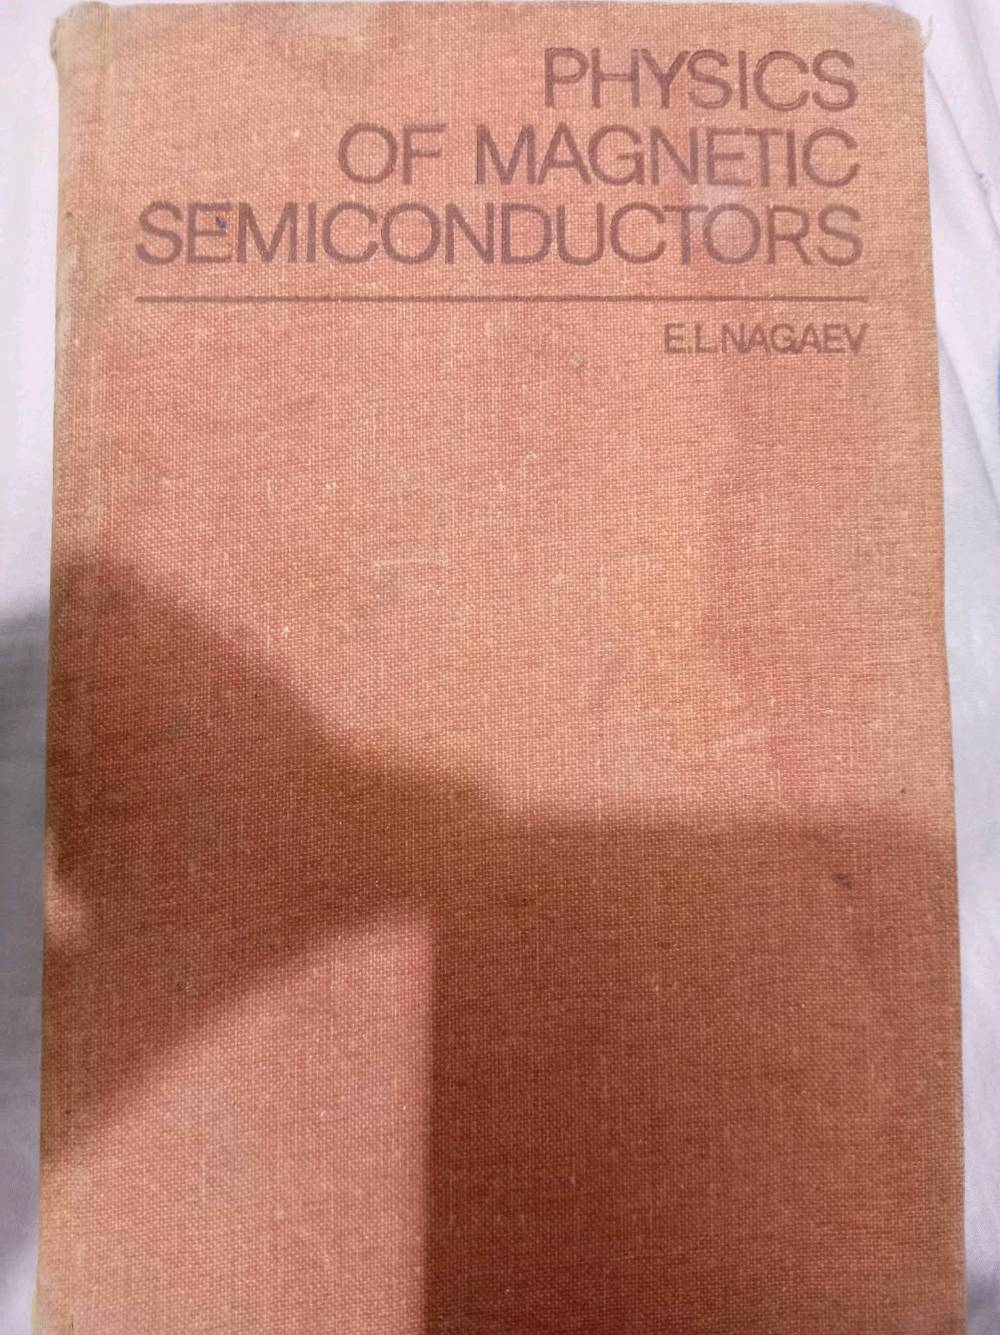 PHYSICS
OF MAGNETIC
SEMICONDUCTORS
E.L.NAGAEV